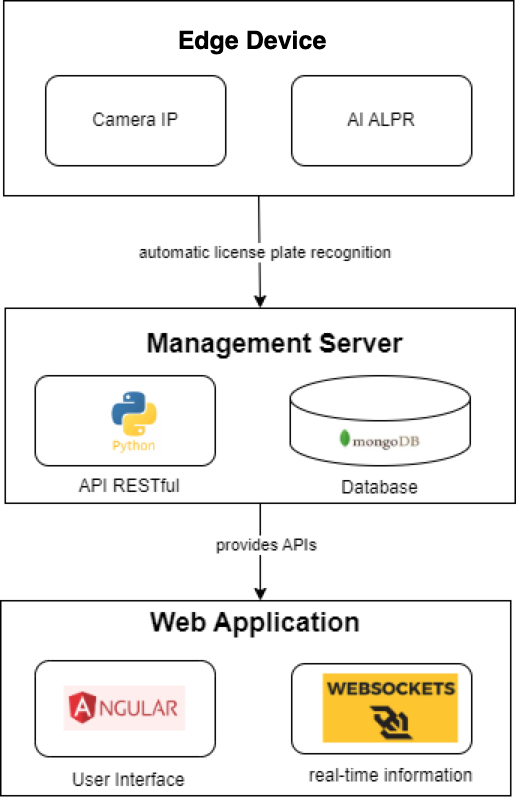 Edge Device
Camera IP
AI ALPR
automatic license plate recognition
Management Server
Python
mongoDB
API RESTful
Database
provides APIs
Web Application
ANGULAR
WEBSOCKETS
User Interface
real-time information